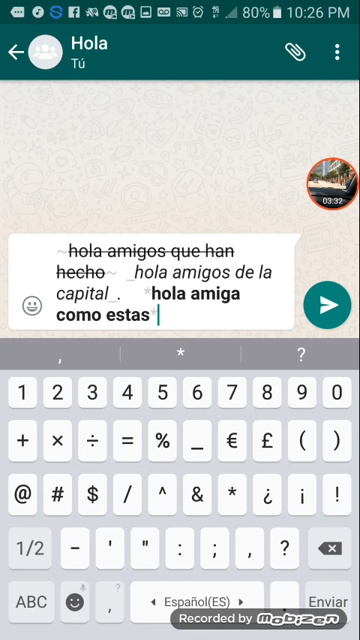 80% 10:26 PM
Hola
Tú
03:32
~hola amigos que han
hecho~ _hola amigos de la
capital_. *hola amiga
como estas*
, * ?
1 2 3 4 5 6 7 8 9 0
+ × ÷ = % _ € £ ( )
@ # $ / ^ & * ¿ ¡ !
1/2 - ' " : ; , ?
ABC , ? Español(ES) . Enviar
Recorded by Mobizen